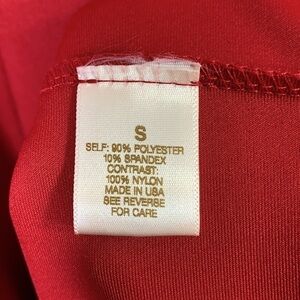 S
SELF: 90% POLYESTER
10% SPANDEX
CONTRAST:
100% NYLON
MADE IN USA
SEE REVERSE
FOR CARE